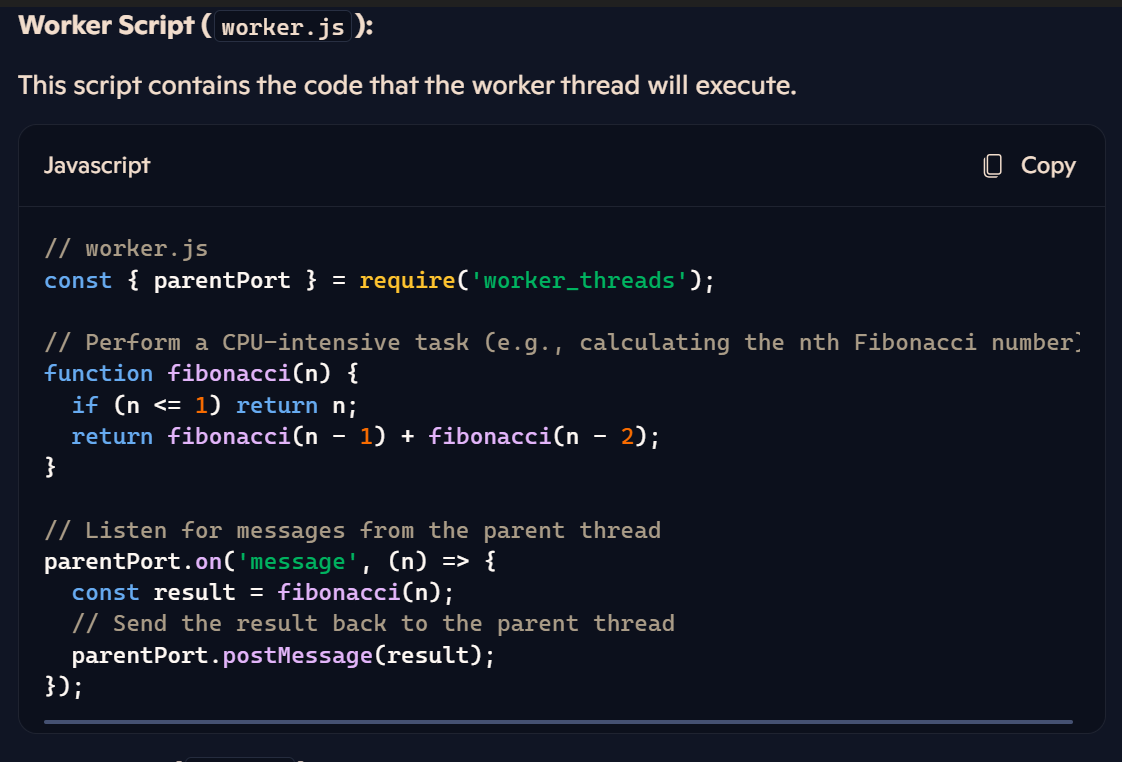 Worker Script (worker.js):
This script contains the code that the worker thread will execute.
Javascript
Copy
// worker.js
const { parentPort } = require('worker_threads');
// Perform a CPU-intensive task (e.g., calculating the nth Fibonacci number)
function fibonacci(n) {
  if (n <= 1) return n;
  return fibonacci(n - 1) + fibonacci(n - 2);
}
// Listen for messages from the parent thread
parentPort.on('message', (n) => {
  const result = fibonacci(n);
  // Send the result back to the parent thread
  parentPort.postMessage(result);
});